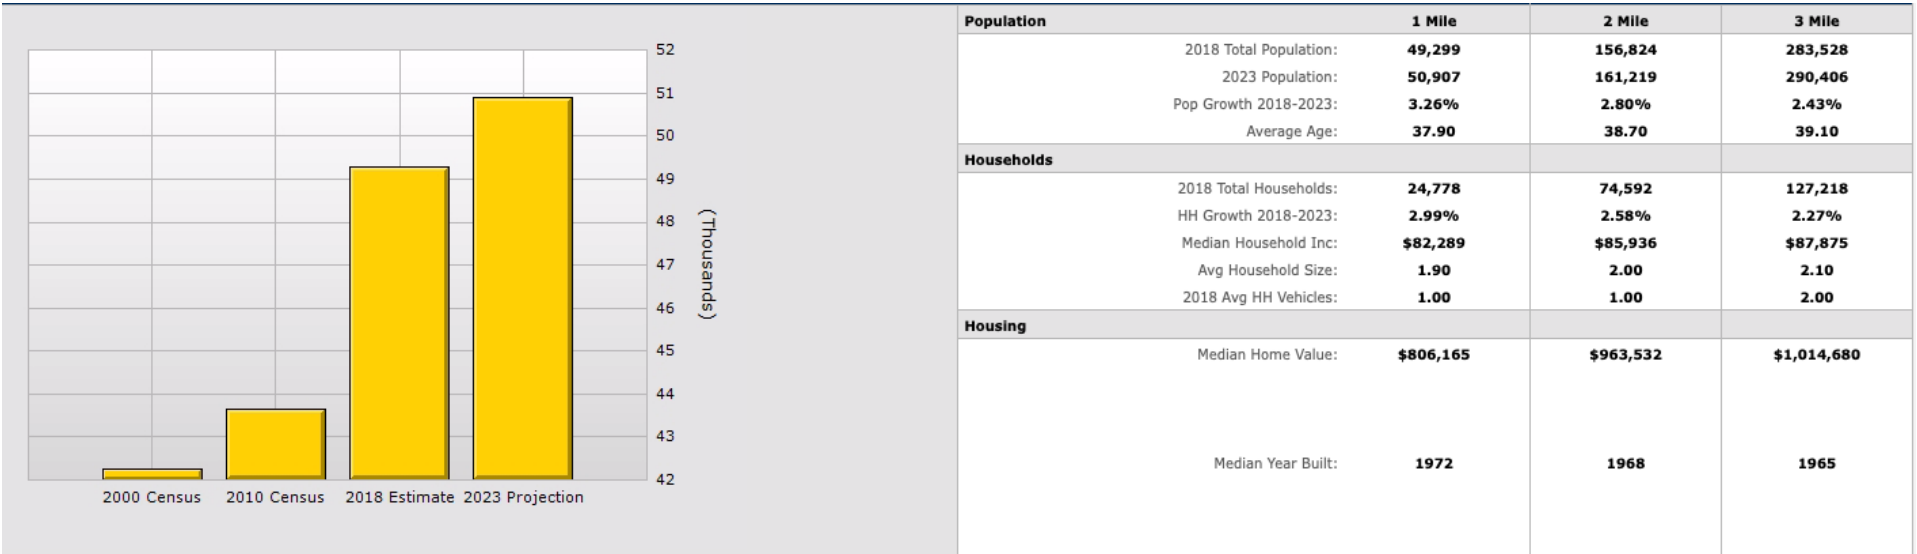 52
51
50
49
48
47
46
45
44
43
42
(Thousands)
2000 Census 2010 Census 2018 Estimate 2023 Projection
Population 1 Mile 2 Mile 3 Mile
2018 Total Population: 49,299 156,824 283,528
2023 Population: 50,907 161,219 290,406
Pop Growth 2018-2023: 3.26% 2.80% 2.43%
Average Age: 37.90 38.70 39.10
Households
2018 Total Households: 24,778 74,592 127,218
HH Growth 2018-2023: 2.99% 2.58% 2.27%
Median Household Inc: $82,289 $85,936 $87,875
Avg Household Size: 1.90 2.00 2.10
2018 Avg HH Vehicles: 1.00 1.00 2.00
Housing
Median Home Value: $806,165 $963,532 $1,014,680
Median Year Built: 1972 1968 1965